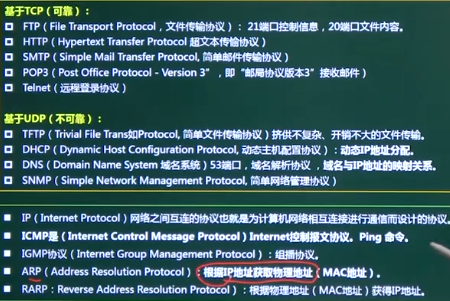 基于TCP（可靠）：
FTP（File Transport Protocol，文件传输协议）： 21端口控制信息，20端口文件内容。
HTTP（Hypertext Transfer Protocol 超文本传恰协议）
SMTP（Simple Mail Transfer Protocol, 简单邮件传输协议）
POP3（Post Office Protocol - Version 3”，即“邮局协议版本3”接收邮件）
Telnet（远程登录协议）
基于UDP（不可靠）：
TFTP（Trivial File Trans如Protocol, 简单文件传输协议）挤供不复杂、开销不大的文件传输。
DHCP（Dynamic Host Configuration Protocol, 动态主机配置协议）：动态IP地址分配。
DNS（Domain Name System 域名系统）53端口，域名解析协议，域名与IP地址的映射关系。
SNMP（Simple Network Management Protocol, 简单网络管理协议）
IP（Internet Protocol）网络之间互连的协议也就是为计算机网络相互连接进行通信而设计的协议。
ICMP是（Internet Control Message Protocol）Internet控制报文协议。Ping 命令。
IGMP协议（Internet Group Management Protocol）：组播协议。
ARP（Address Resolution Protocol）：根据IP地址获取物理地址（MAC地址）。
RARP：Reverse Address Resolution Protocol）：根据物理地址（MAC地址）获得IP地址。